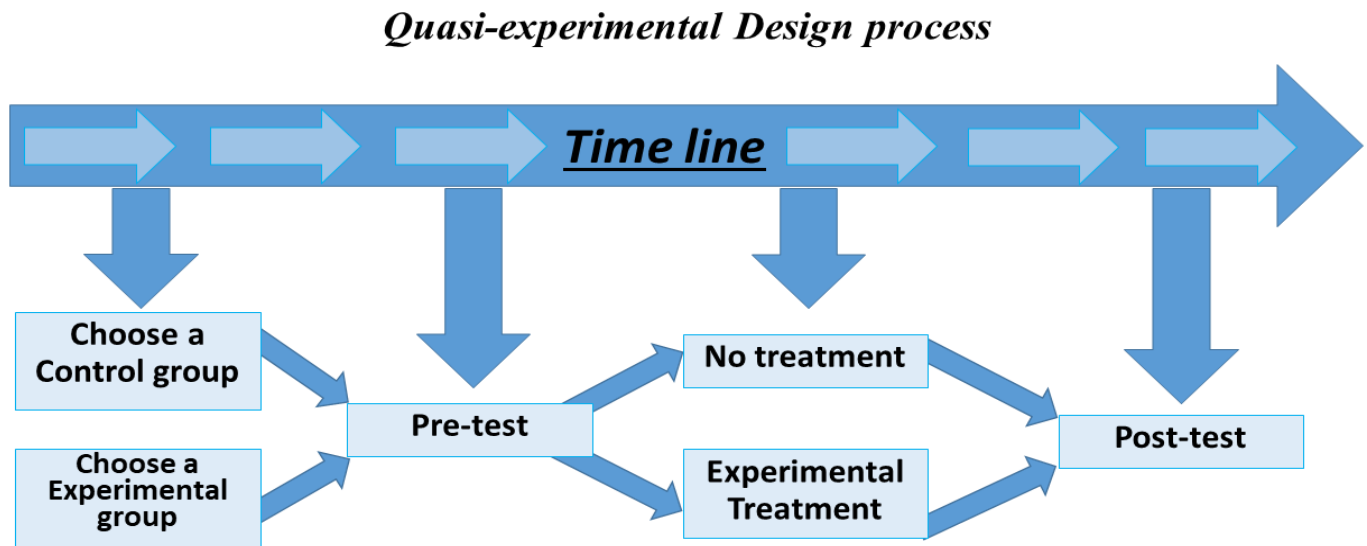 Quasi-experimental Design process
Time line
Choose a
Control group
Choose a
Experimental
group
Pre-test
No treatment
Experimental
Treatment
Post-test